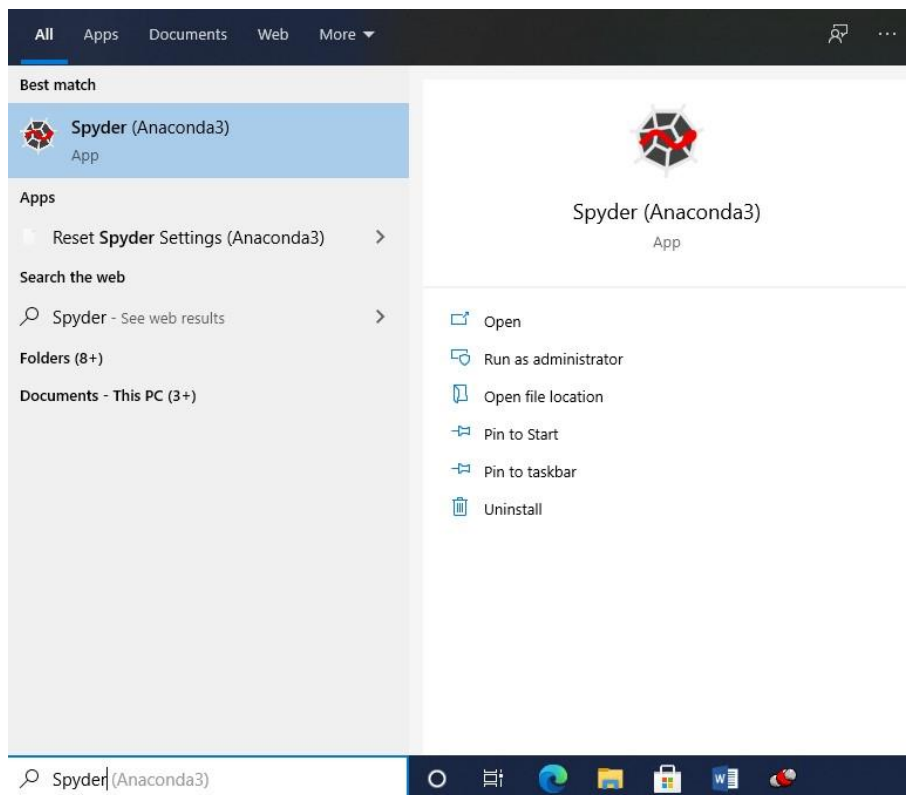 All Apps Documents Web More
Best match
Spyder (Anaconda3)
App
Apps
Reset Spyder Settings (Anaconda3)
Search the web
Spyder - See web results
Folders (8+)
Documents - This PC (3+)
Spyder (Anaconda3)
App
Open
Run as administrator
Open file location
Pin to Start
Pin to taskbar
Uninstall
Spyder (Anaconda3)
W